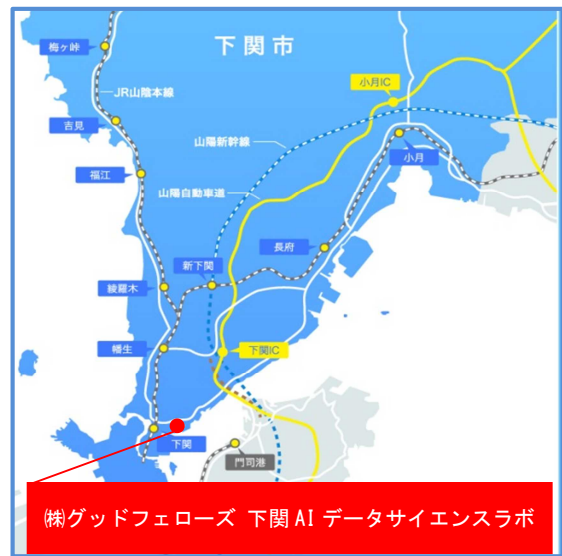 下関市
梅ヶ峠
JR山陰本線
小月IC
吉見
山陽新幹線
小月
福江
山陽自動車道
長府
新下関
綾羅木
幡生
下関IC
下関
門司港
㈱グッドフェローズ 下関 AI データサイエンスラボ